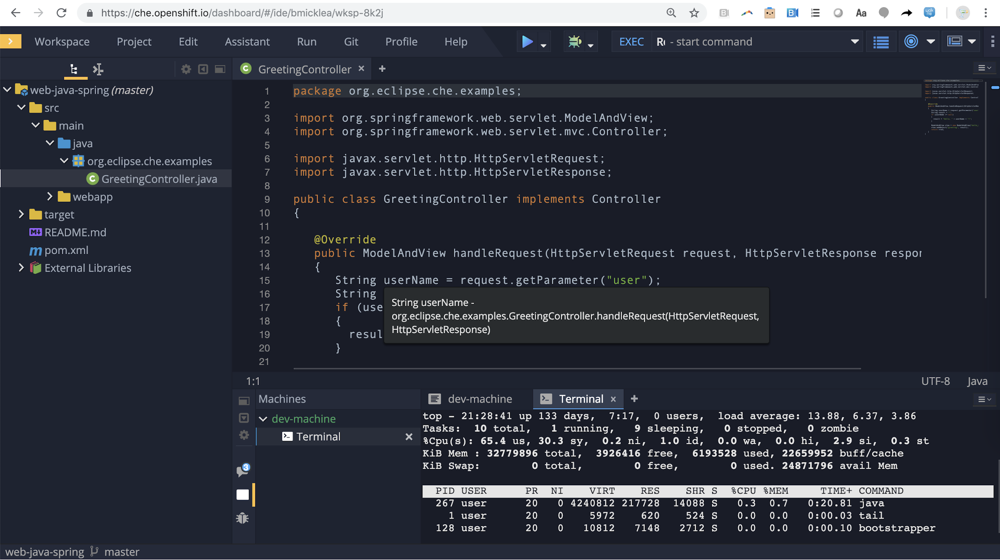 https://che.openshift.io/dashboard/#/ide/bmicklea/wksp-8k2j
Workspace Project Edit Assistant Run Git Profile Help EXEC - start command
GreetingController × +
web-java-spring (master)
src
main
java
org.eclipse.che.examples
GreetingController.java
webapp
target
README.md
pom.xml
External Libraries
1 package org.eclipse.che.examples;
2
3 import org.springframework.web.servlet.ModelAndView;
4 import org.springframework.web.servlet.mvc.Controller;
5
6 import javax.servlet.http.HttpServletRequest;
7 import javax.servlet.http.HttpServletResponse;
8
9 public class GreetingController implements Controller
10 {
11
12 @Override
13 public ModelAndView handleRequest(HttpServletRequest request, HttpServletResponse respor
14 {
15 String userName = request.getParameter("user");
16 String
17 if (use
18 {
19 resul
20 }
21
String userName -
org.eclipse.che.examples.GreetingController.handleRequest(HttpServletRequest,
HttpServletResponse)
1:1 UTF-8 Java
Machines
dev-machine
Terminal ×
3
dev-machine Terminal × +
top - 21:28:41 up 133 days, 7:17, 0 users, load average: 13.88, 6.37, 3.86
Tasks: 10 total, 1 running, 9 sleeping, 0 stopped, 0 zombie
%Cpu(s): 65.4 us, 30.3 sy, 0.2 ni, 1.0 id, 0.0 wa, 0.0 hi, 2.9 si, 0.3 st
KiB Mem : 32779896 total, 3926416 free, 6193528 used, 22659952 buff/cache
KiB Swap: 0 total, 0 free, 0 used. 24871796 avail Mem
PID USER PR NI VIRT RES SHR S %CPU %MEM TIME+ COMMAND
267 user 20 0 4240812 217728 14088 S 0.3 0.7 0:20.81 java
1 user 20 0 5972 620 524 S 0.0 0.0 0:00.03 tail
128 user 20 0 10812 7148 2712 S 0.0 0.0 0:00.10 bootstrapper
web-java-spring master